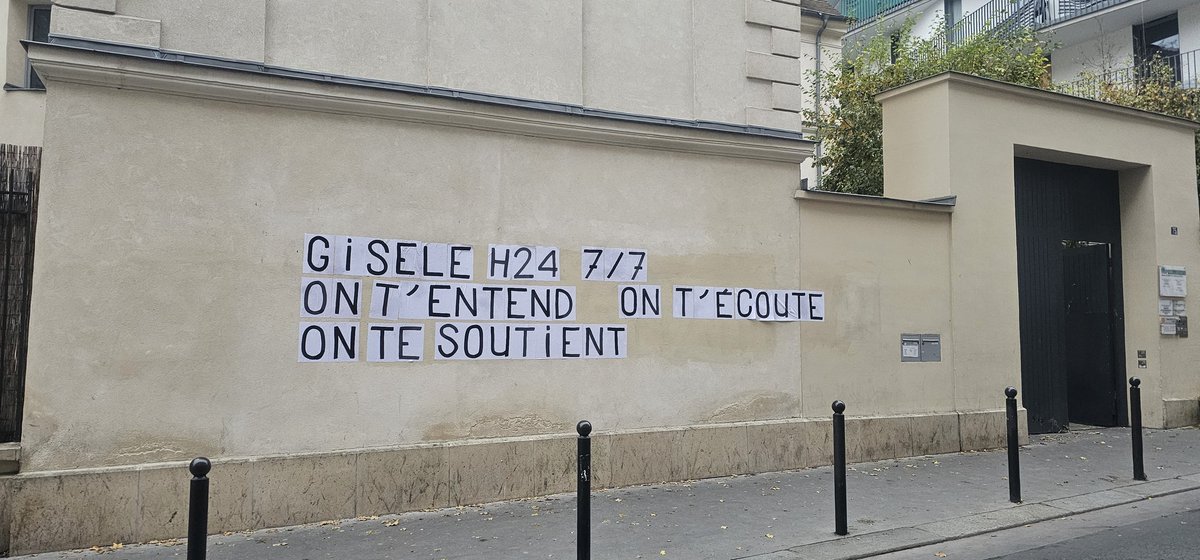 GiSELE H24 7/7
ON T'ENTEND ON T'ÉCOUTE
ON TE SOUTiENT